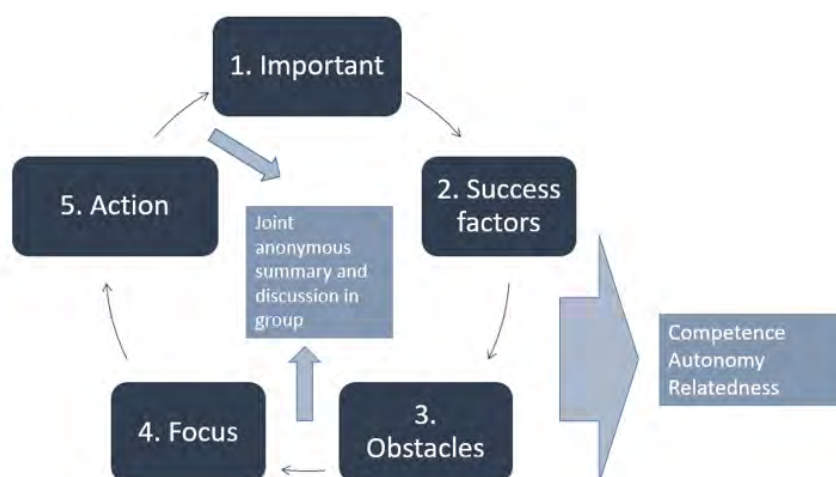 1. Important
2. Success
factors
3.
Obstacles
4. Focus
5. Action
Joint
anonymous
summary and
discussion in
group
Competence
Autonomy
Relatedness